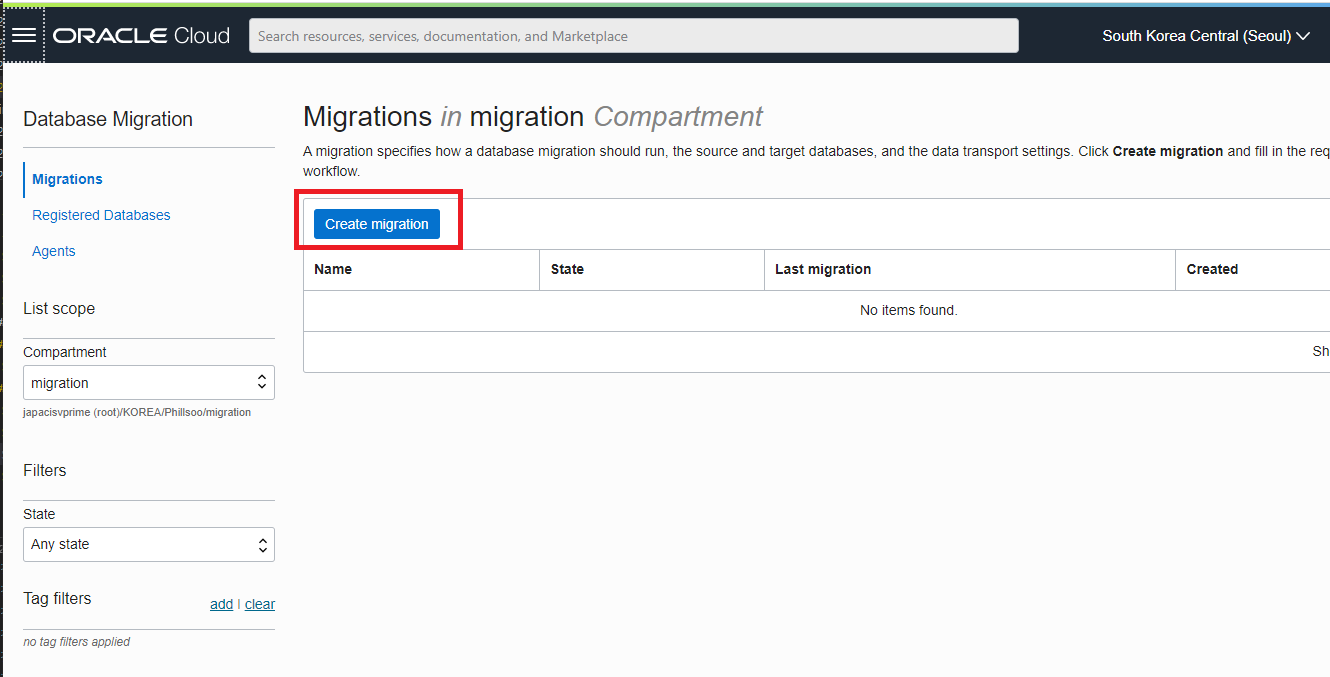 ORACLE Cloud
Search resources, services, documentation, and Marketplace
South Korea Central (Seoul)
Database Migration
Migrations
Registered Databases
Agents
List scope
Compartment
migration
japacisvprime (root)/KOREA/Phillsoo/migration
Filters
State
Any state
Tag filters
add | clear
no tag filters applied
Migrations in migration Compartment
A migration specifies how a database migration should run, the source and target databases, and the data transport settings. Click Create migration and fill in the req
workflow.
Create migration
Name State Last migration Created
No items found.
Sh